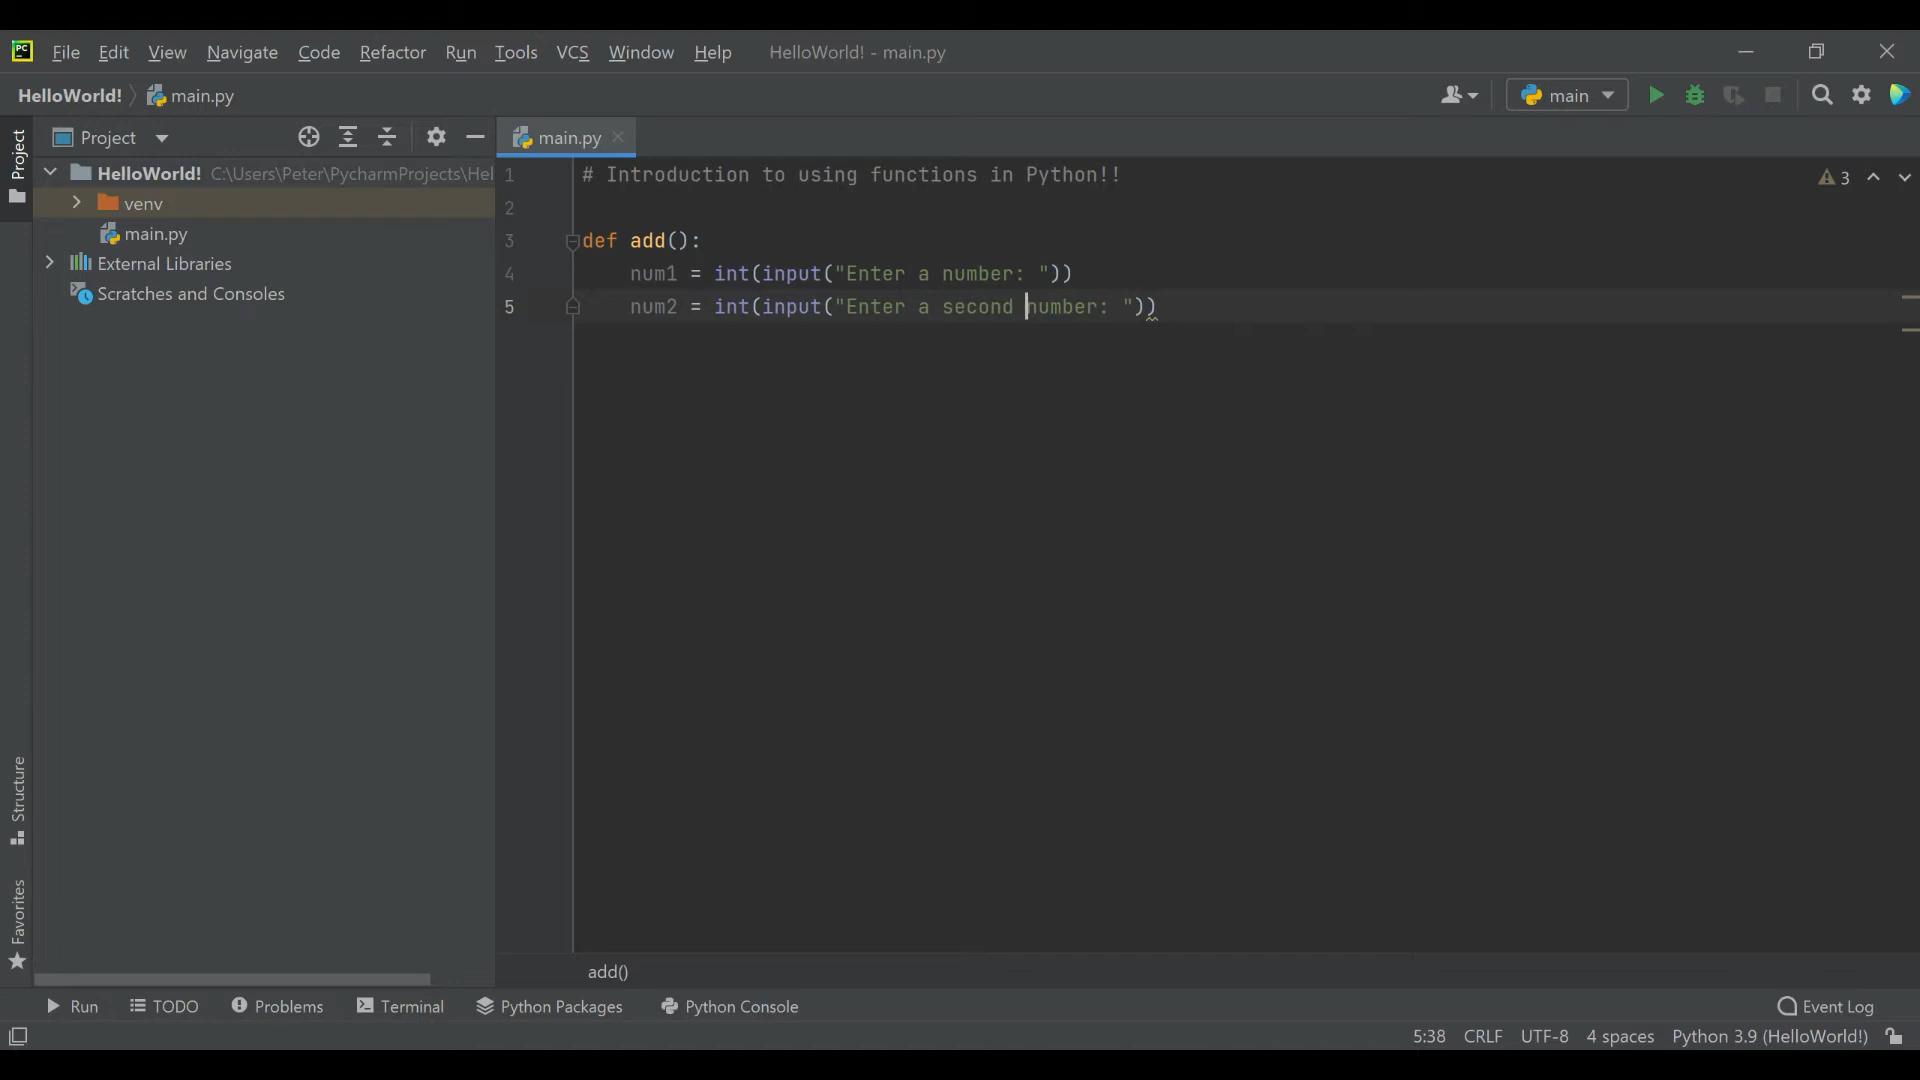 PC File Edit View Navigate Code Refactor Run Tools VCS Window Help HelloWorld! - main.py
HelloWorld! main.py main
Project main.py
HelloWorld! C:\Users\Peter\PycharmProjects\Hel
venv
main.py
External Libraries
Scratches and Consoles
Project
Structure
Favorites
1 # Introduction to using functions in Python!!
2
3 def add():
4 num1 = int(input("Enter a number: "))
5 num2 = int(input("Enter a second number: "))
3
add()
Run TODO Problems Terminal Python Packages Python Console Event Log
5:38 CRLF UTF-8 4 spaces Python 3.9 (HelloWorld!)